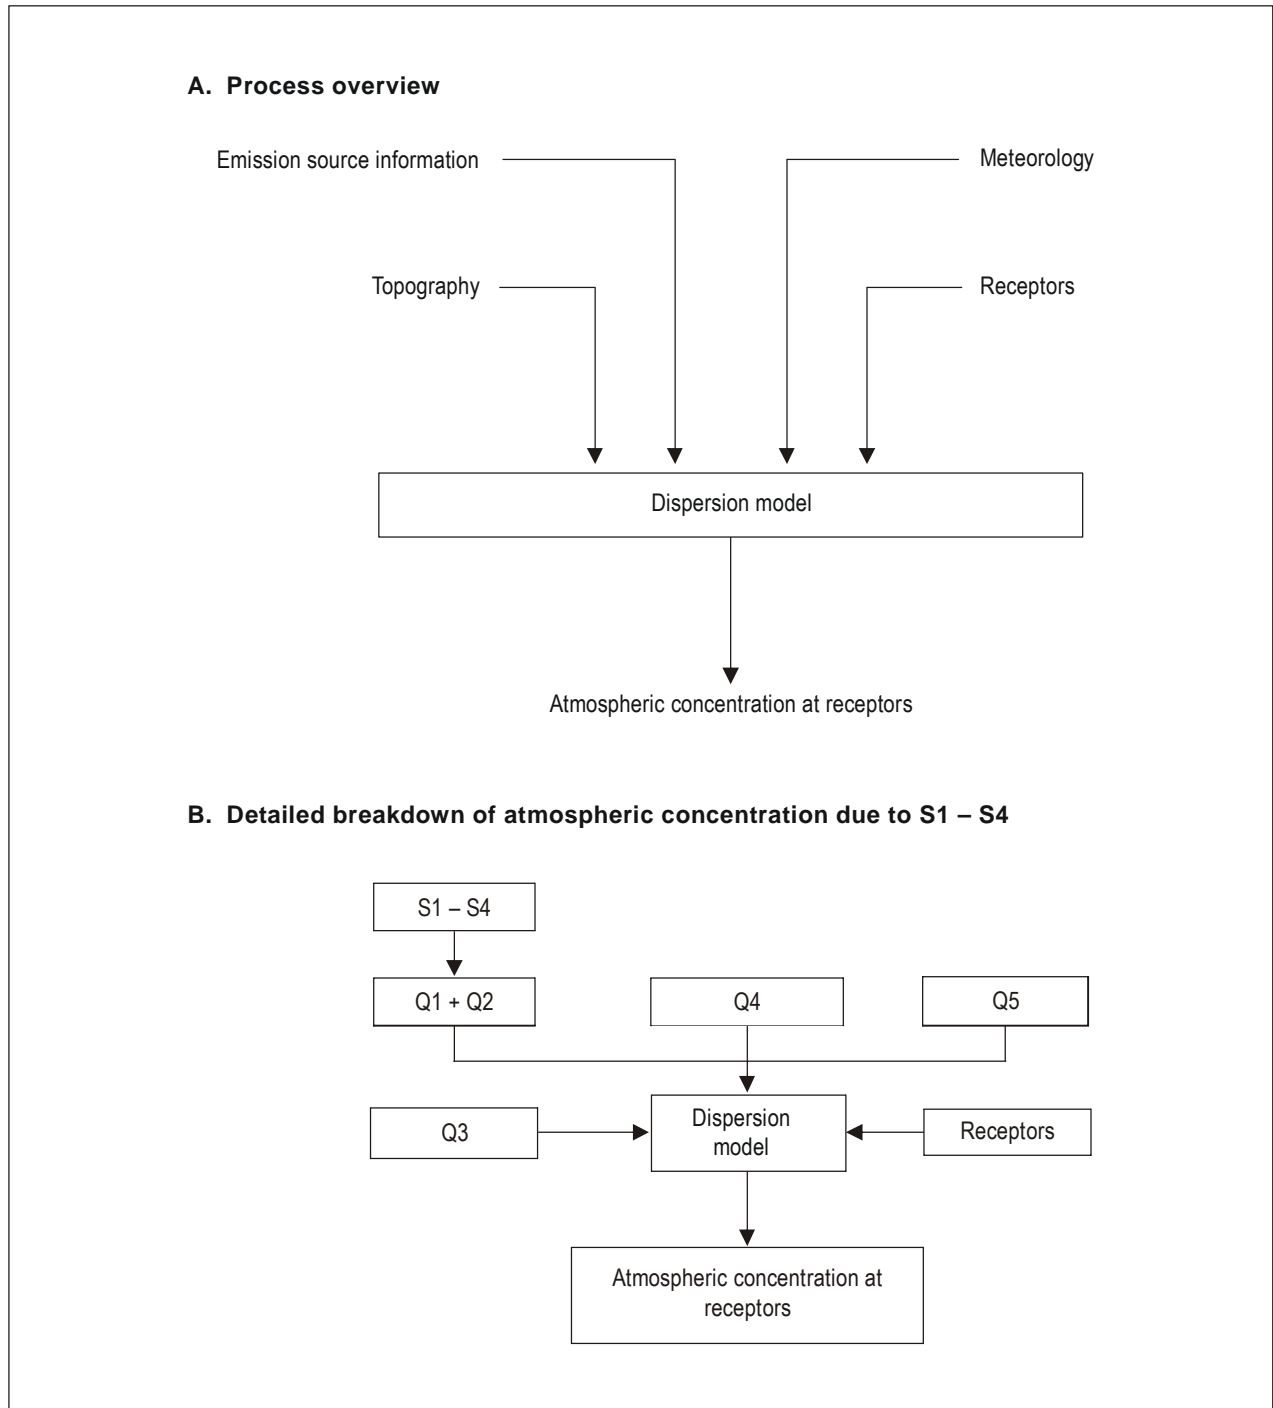 A. Process overview
Emission source information
Meteorology
Topography
Receptors
Dispersion model
Atmospheric concentration at receptors
B. Detailed breakdown of atmospheric concentration due to S1 – S4
S1 – S4
Q1 + Q2
Q4
Q5
Q3
Dispersion
model
Receptors
Atmospheric concentration at
receptors